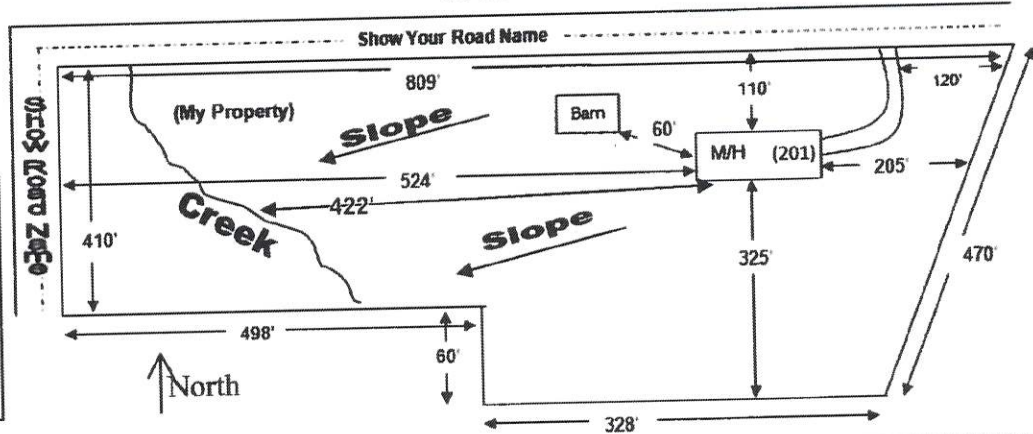 Show Your Road Name
809'
120'
(My Property)
110'
Barn
Slope
60'
M/H (201)
Show Road Name
205'
524'
422'
Creek
410'
Slope
325'
470'
498'
60'
North
328'